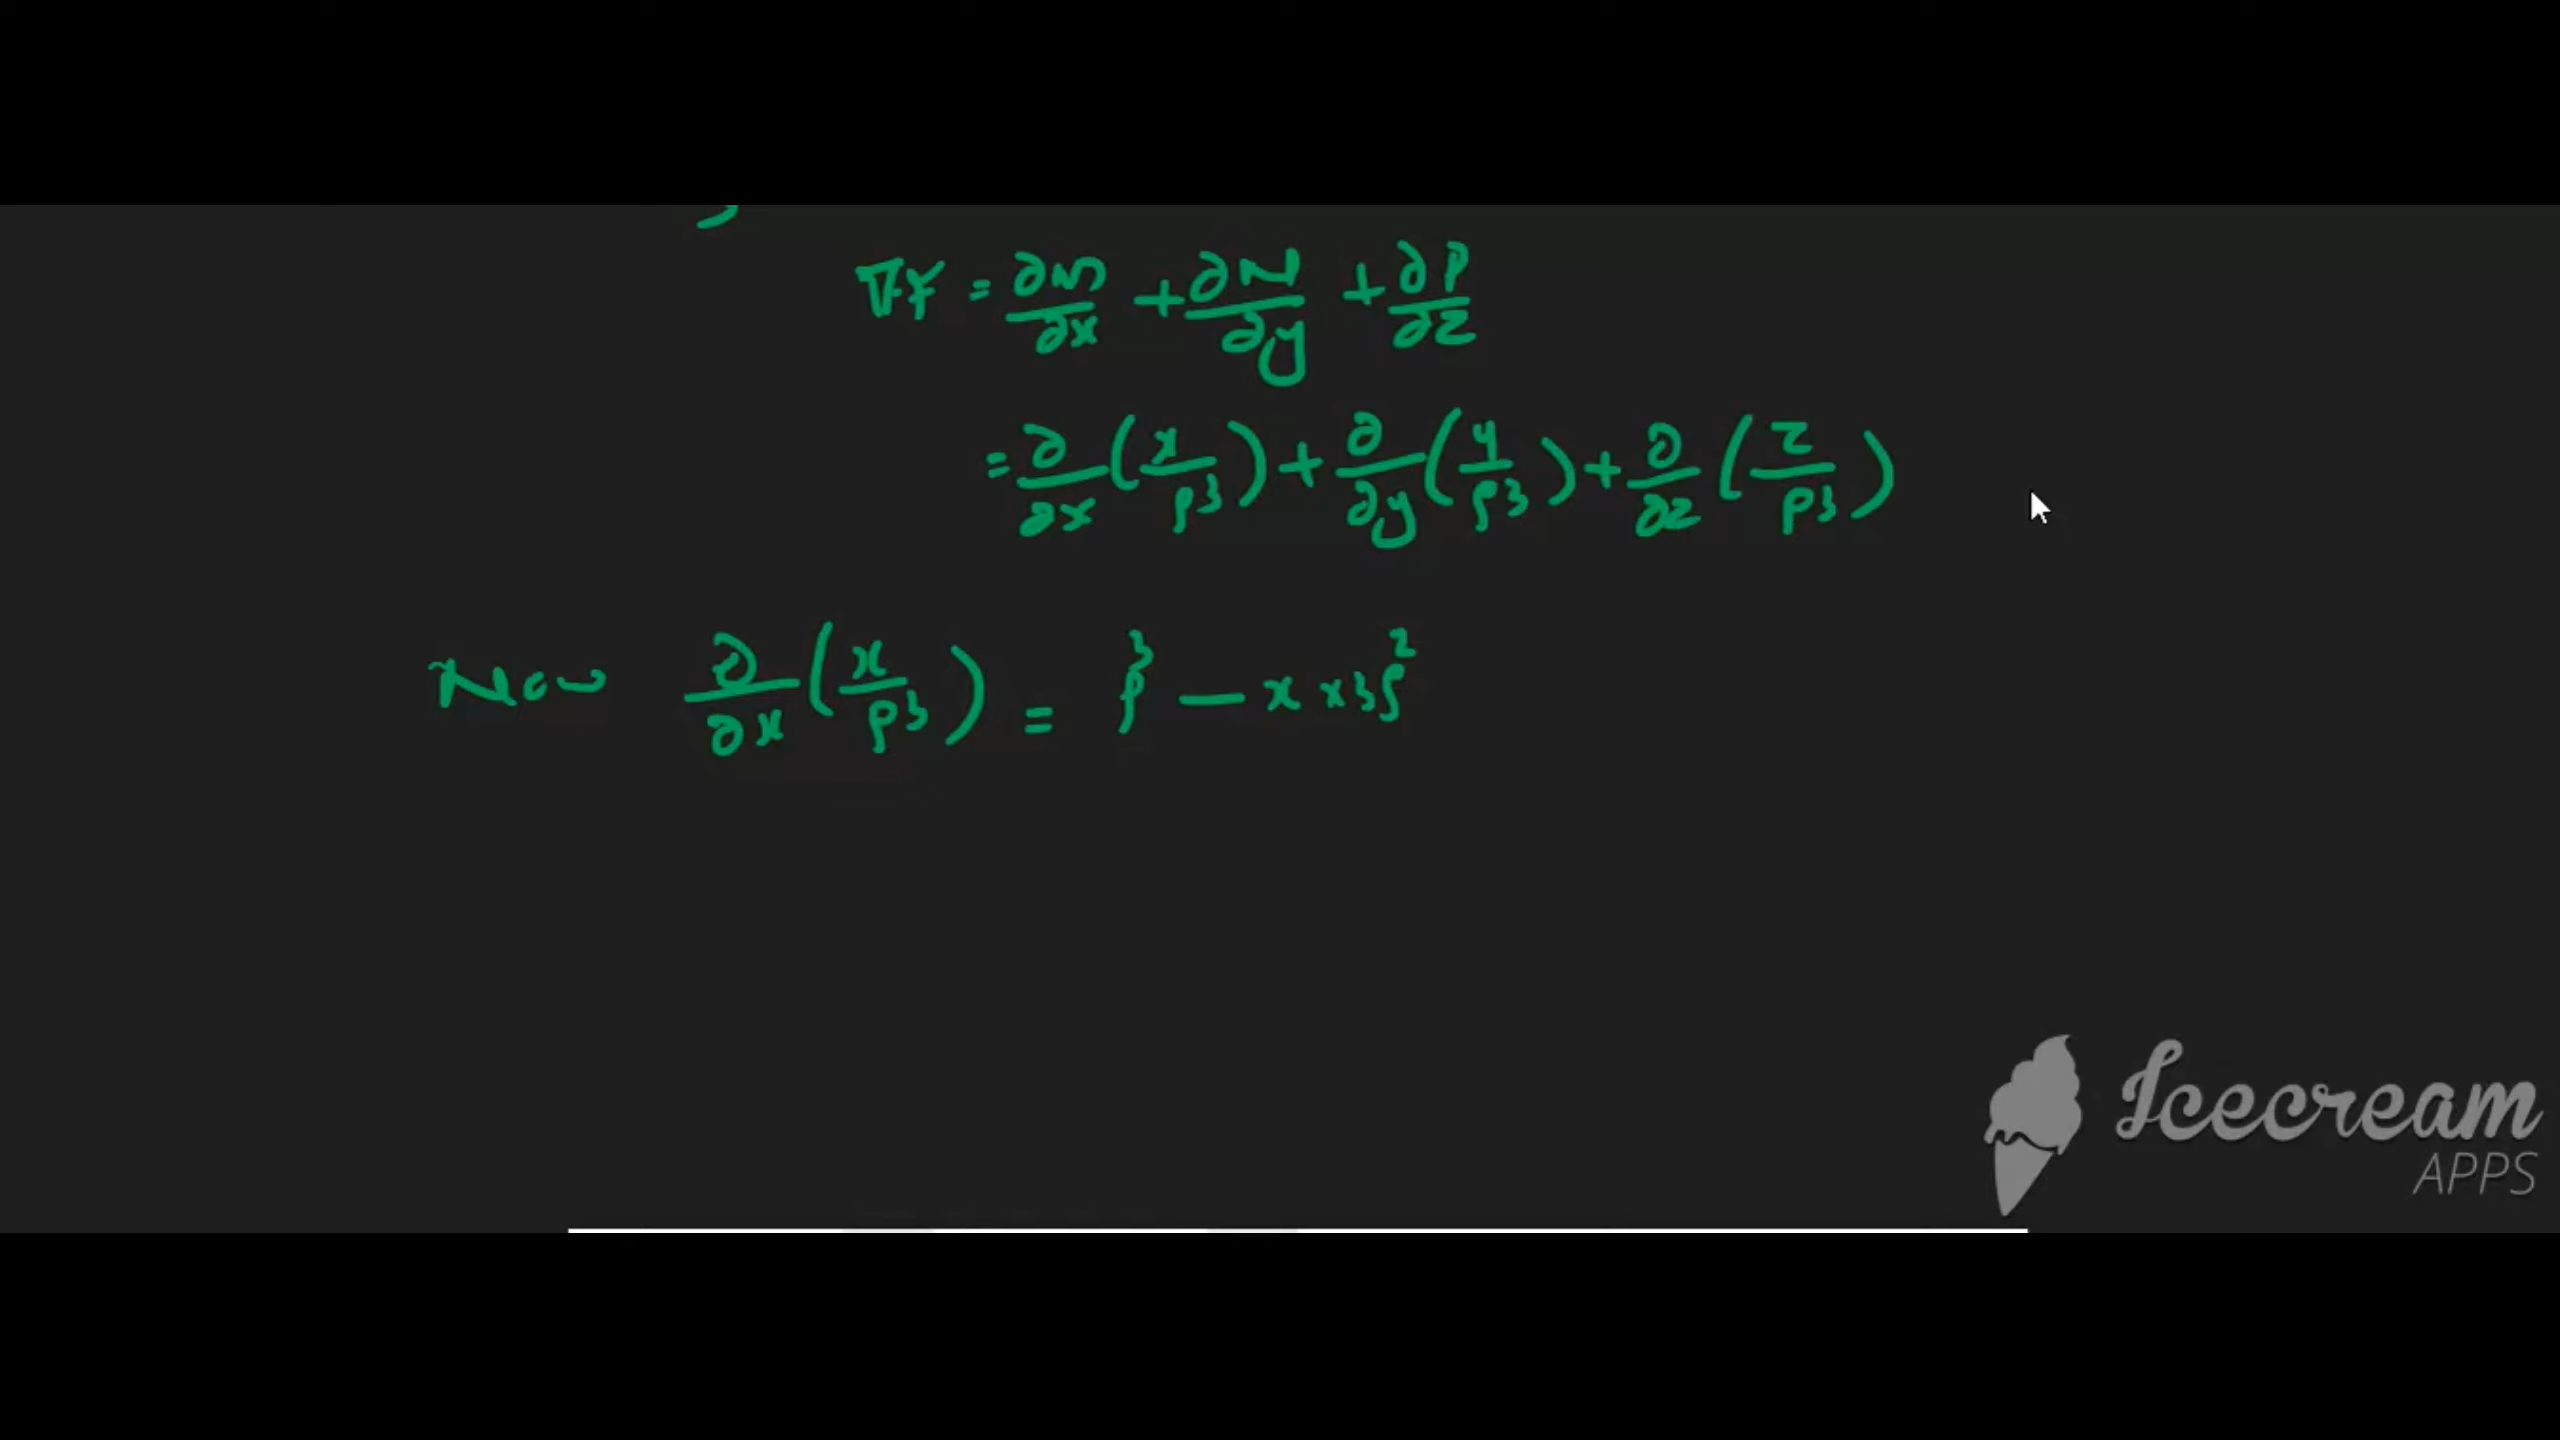 ∇·F = ∂M/∂x + ∂N/∂y + ∂P/∂z
= ∂/∂x (x/ρ³) + ∂/∂y (y/ρ³) + ∂/∂z (z/ρ³)
Now ∂/∂x (x/ρ³) = ρ³ − x × 3ρ²
Icecream
APPS